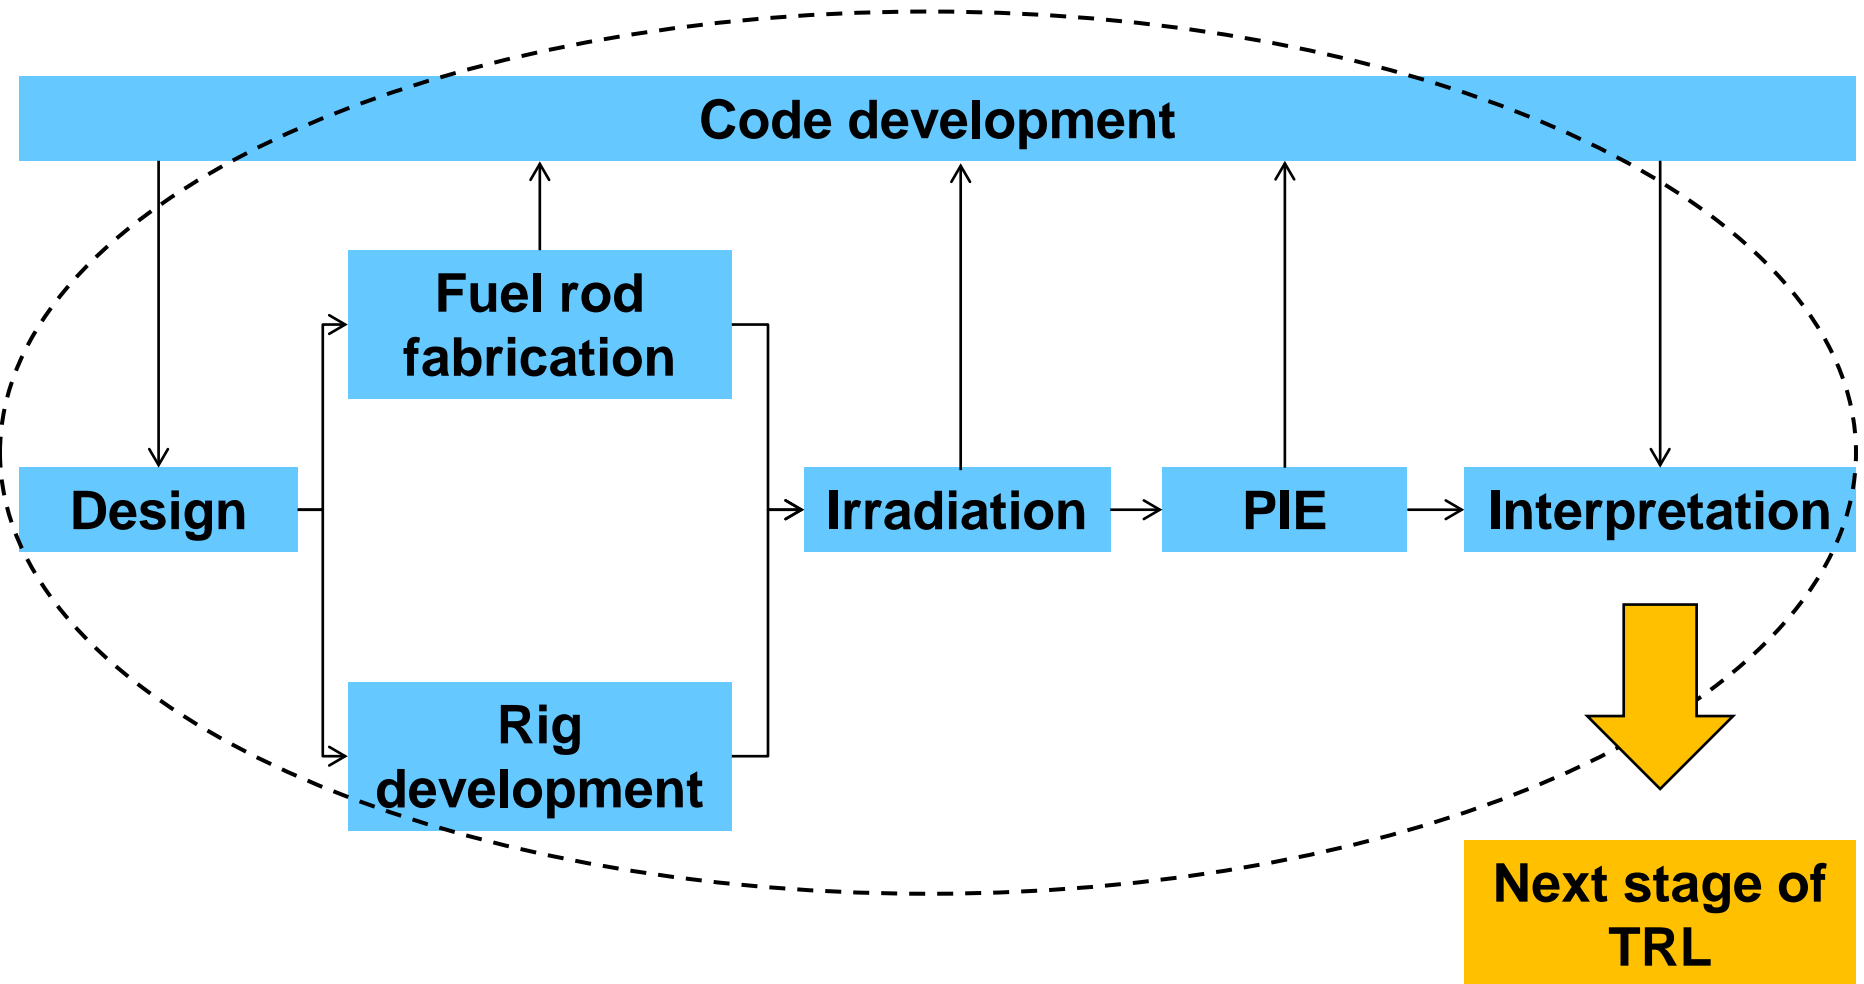 Code development
Fuel rod
fabrication
Design
Irradiation
PIE
Interpretation
Rig
development
Next stage of
TRL